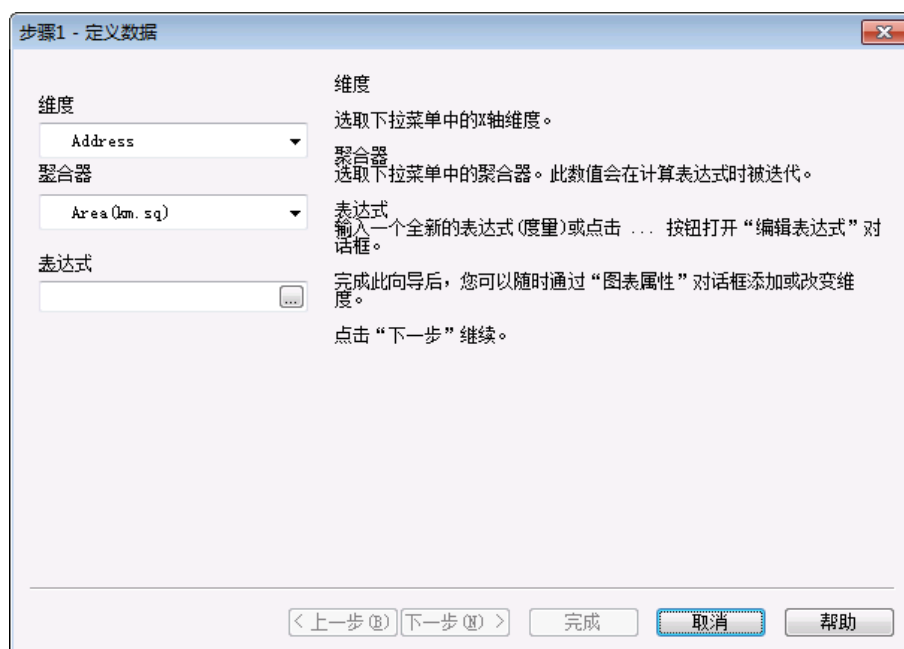 步骤1 - 定义数据
维度
Address
聚合器
Area(km.sq)
表达式
...
维度
选取下拉菜单中的X轴维度。
聚合器
选取下拉菜单中的聚合器。此数值会在计算表达式时被迭代。
表达式
输入一个全新的表达式(度量)或点击 ... 按钮打开“编辑表达式”对
话框。
完成此向导后，您可以随时通过“图表属性”对话框添加或改变维
度。
点击“下一步”继续。
< 上一步(B) 下一步(N) > 完成 取消 帮助